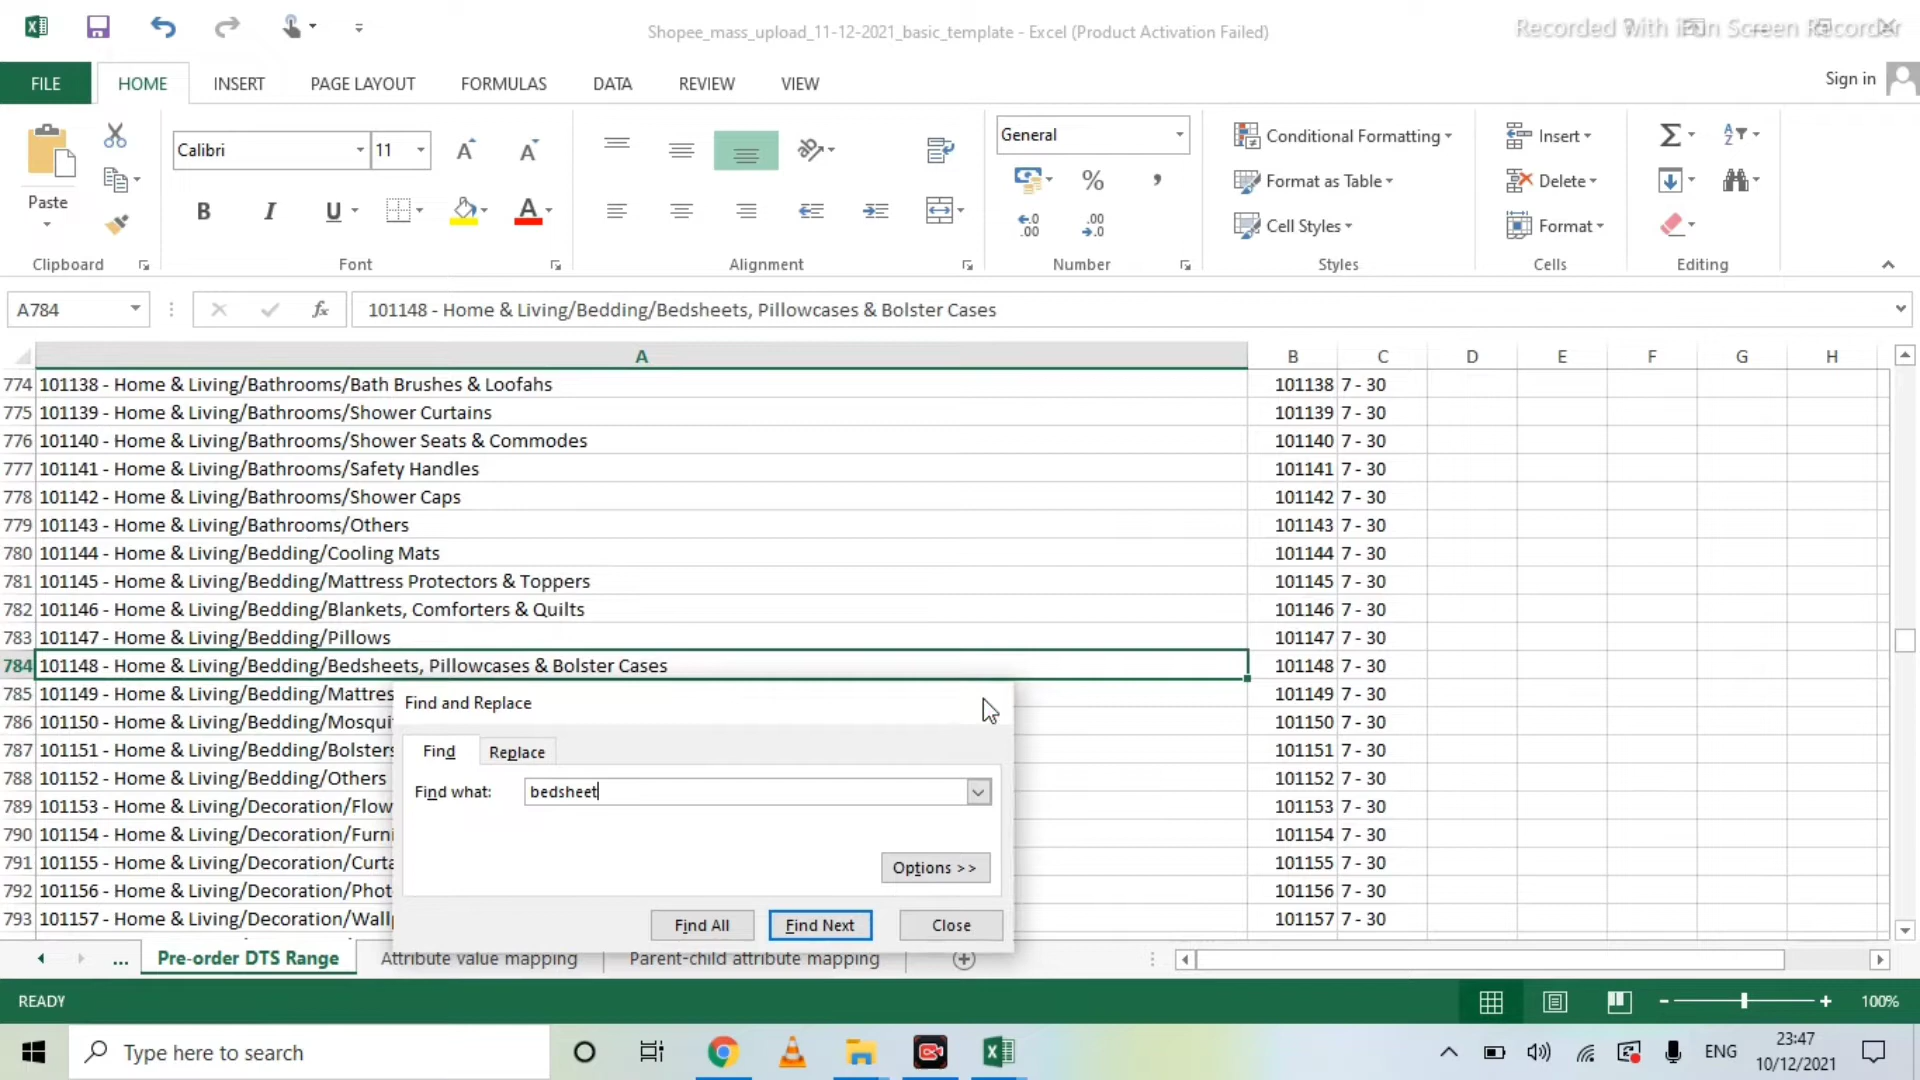 Shopee_mass_upload_11-12-2021_basic_template - Excel (Product Activation Failed)
Recorded with iFun Screen Recorder
FILE HOME INSERT PAGE LAYOUT FORMULAS DATA REVIEW VIEW
Sign in
Paste
Clipboard
Calibri 11
B I U A
Font
Alignment
General
%
Number
Conditional Formatting
Format as Table
Cell Styles
Styles
Insert
Delete
Format
Cells
Editing
A784 fx 101148 - Home & Living/Bedding/Bedsheets, Pillowcases & Bolster Cases
A B C D E F G H
774 101138 - Home & Living/Bathrooms/Bath Brushes & Loofahs 101138 7 - 30
775 101139 - Home & Living/Bathrooms/Shower Curtains 101139 7 - 30
776 101140 - Home & Living/Bathrooms/Shower Seats & Commodes 101140 7 - 30
777 101141 - Home & Living/Bathrooms/Safety Handles 101141 7 - 30
778 101142 - Home & Living/Bathrooms/Shower Caps 101142 7 - 30
779 101143 - Home & Living/Bathrooms/Others 101143 7 - 30
780 101144 - Home & Living/Bedding/Cooling Mats 101144 7 - 30
781 101145 - Home & Living/Bedding/Mattress Protectors & Toppers 101145 7 - 30
782 101146 - Home & Living/Bedding/Blankets, Comforters & Quilts 101146 7 - 30
783 101147 - Home & Living/Bedding/Pillows 101147 7 - 30
784 101148 - Home & Living/Bedding/Bedsheets, Pillowcases & Bolster Cases 101148 7 - 30
785 101149 - Home & Living/Bedding/Mattres 101149 7 - 30
786 101150 - Home & Living/Bedding/Mosqui 101150 7 - 30
787 101151 - Home & Living/Bedding/Bolsters 101151 7 - 30
788 101152 - Home & Living/Bedding/Others 101152 7 - 30
789 101153 - Home & Living/Decoration/Flow 101153 7 - 30
790 101154 - Home & Living/Decoration/Furni 101154 7 - 30
791 101155 - Home & Living/Decoration/Curta 101155 7 - 30
792 101156 - Home & Living/Decoration/Phot 101156 7 - 30
793 101157 - Home & Living/Decoration/Wallp 101157 7 - 30
Find and Replace
Find Replace
Find what: bedsheet
Options >>
Find All Find Next Close
... Pre-order DTS Range Attribute value mapping Parent-child attribute mapping
READY 100%
Type here to search
ENG
23:47
10/12/2021